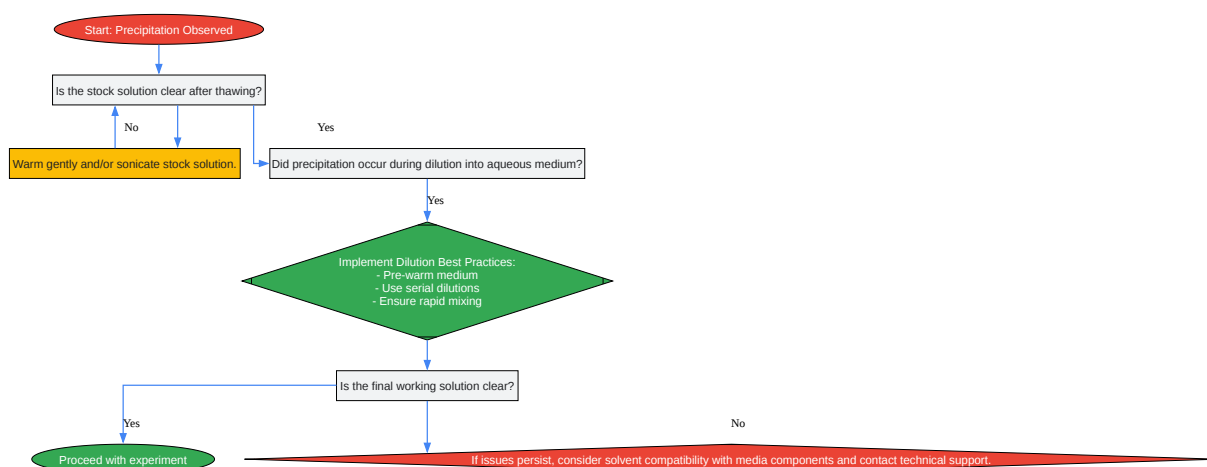 Start: Precipitation Observed
Is the stock solution clear after thawing?
No
Yes
Warm gently and/or sonicate stock solution.
Did precipitation occur during dilution into aqueous medium?
Yes
Implement Dilution Best Practices:
- Pre-warm medium
- Use serial dilutions
- Ensure rapid mixing
Is the final working solution clear?
Yes
No
Proceed with experiment
If issues persist, consider solvent compatibility with media components and contact technical support.